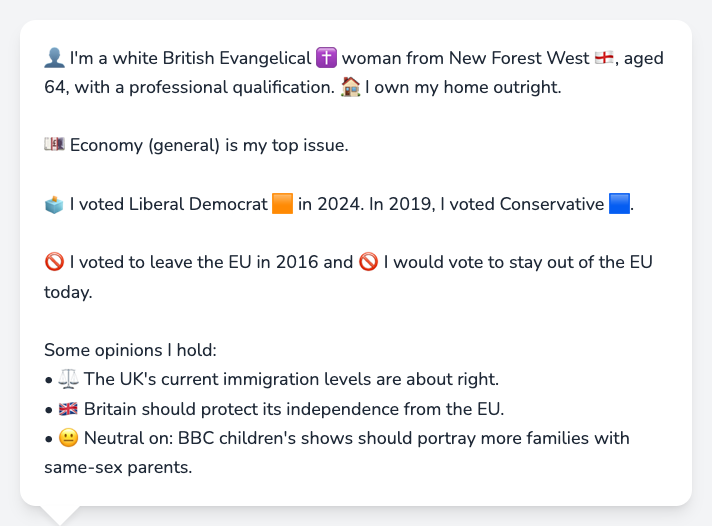 👤 I'm a white British Evangelical ✝️ woman from New Forest West 🏴󠁧󠁢󠁥󠁮󠁧󠁿, aged
64, with a professional qualification. 🏠 I own my home outright.
💷 Economy (general) is my top issue.
🗳️ I voted Liberal Democrat 🟧 in 2024. In 2019, I voted Conservative 🟦.
🚫 I voted to leave the EU in 2016 and 🚫 I would vote to stay out of the EU
today.
Some opinions I hold:
• ⚖️ The UK's current immigration levels are about right.
• 🇬🇧 Britain should protect its independence from the EU.
• 😐 Neutral on: BBC children's shows should portray more families with
same-sex parents.